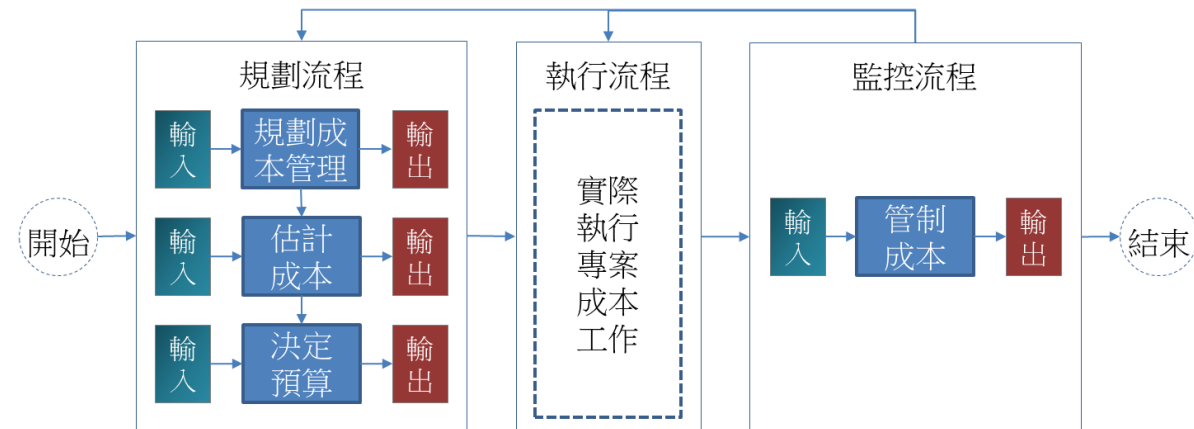 開始
規劃流程
輸
入
規劃成
本管理
輸
出
輸
入
估計
成本
輸
出
輸
入
決定
預算
輸
出
執行流程
實際
執行
專案
成本
工作
監控流程
輸
入
管制
成本
輸
出
結束